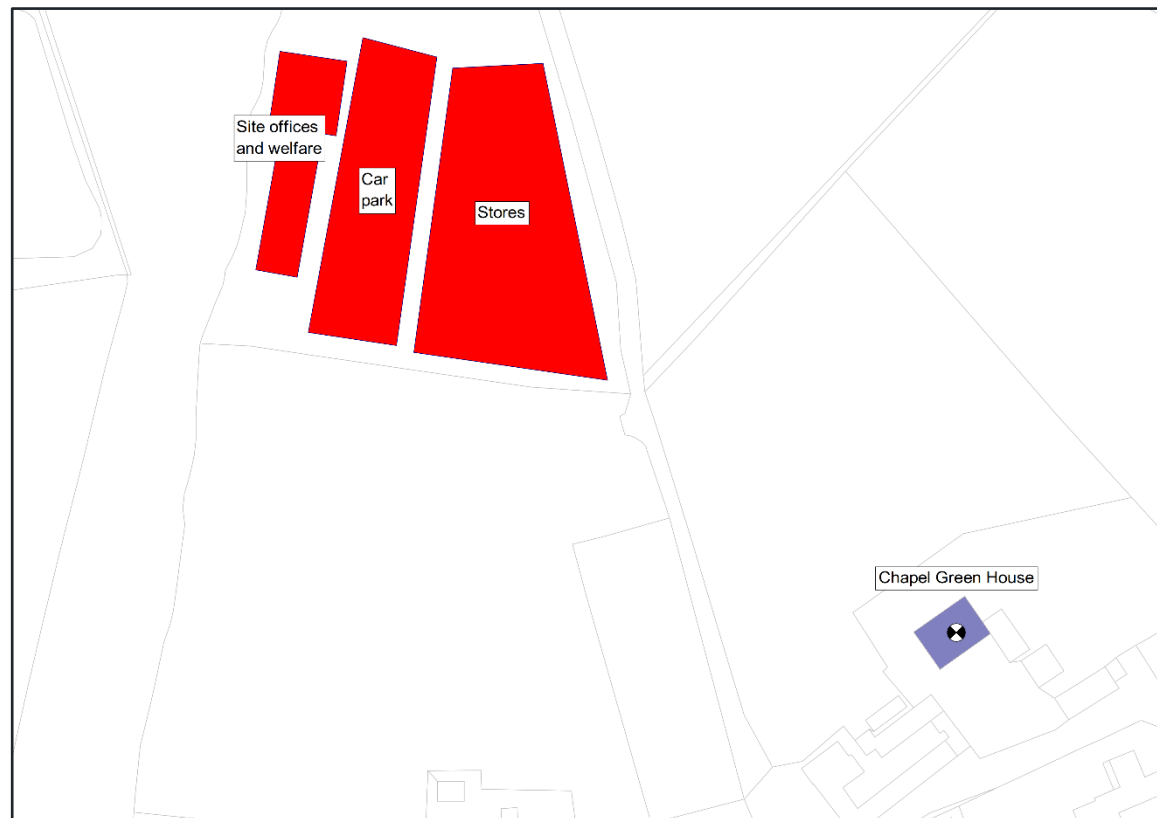 Site offices
and welfare
Car
park
Stores
Chapel Green House